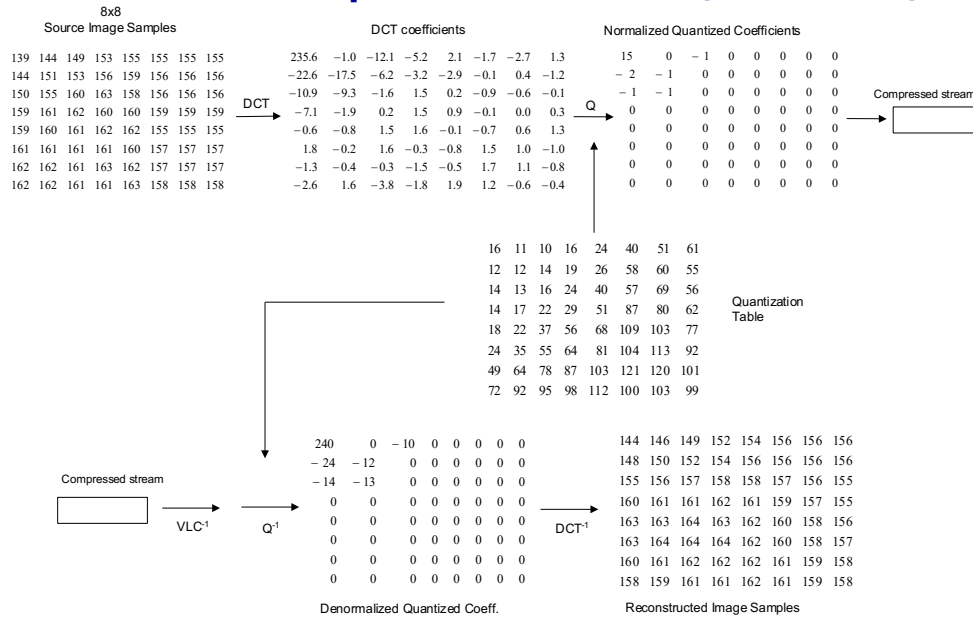 8x8
Source Image Samples
139 144 149 153 155 155 155 155
144 151 153 156 159 156 156 156
150 155 160 163 158 156 156 156
159 161 162 160 160 159 159 159
159 160 161 162 162 155 155 155
161 161 161 161 160 157 157 157
162 162 161 163 162 157 157 157
162 162 161 161 163 158 158 158
DCT
DCT coefficients
235.6 −1.0 −12.1 −5.2 2.1 −1.7 −2.7 1.3
−22.6 −17.5 −6.2 −3.2 −2.9 −0.1 0.4 −1.2
−10.9 −9.3 −1.6 1.5 0.2 −0.9 −0.6 −0.1
−7.1 −1.9 0.2 1.5 0.9 −0.1 0.0 0.3
−0.6 −0.8 1.5 1.6 −0.1 −0.7 0.6 1.3
1.8 −0.2 1.6 −0.3 −0.8 1.5 1.0 −1.0
−1.3 −0.4 −0.3 −1.5 −0.5 1.7 1.1 −0.8
−2.6 1.6 −3.8 −1.8 1.9 1.2 −0.6 −0.4
Q
Normalized Quantized Coefficients
15 0 −1 0 0 0 0 0
−2 −1 0 0 0 0 0 0
−1 −1 0 0 0 0 0 0
0 0 0 0 0 0 0 0
0 0 0 0 0 0 0 0
0 0 0 0 0 0 0 0
0 0 0 0 0 0 0 0
0 0 0 0 0 0 0 0
Compressed stream
16 11 10 16 24 40 51 61
12 12 14 19 26 58 60 55
14 13 16 24 40 57 69 56
14 17 22 29 51 87 80 62
18 22 37 56 68 109 103 77
24 35 55 64 81 104 113 92
49 64 78 87 103 121 120 101
72 92 95 98 112 100 103 99
Quantization
Table
Compressed stream
VLC-1
Q-1
240 0 −10 0 0 0 0 0
−24 −12 0 0 0 0 0 0
−14 −13 0 0 0 0 0 0
0 0 0 0 0 0 0 0
0 0 0 0 0 0 0 0
0 0 0 0 0 0 0 0
0 0 0 0 0 0 0 0
0 0 0 0 0 0 0 0
Denormalized Quantized Coeff.
DCT-1
144 146 149 152 154 156 156 156
148 150 152 154 156 156 156 156
155 156 157 158 158 157 156 155
160 161 161 162 161 159 157 155
163 163 164 163 162 160 158 156
163 164 164 164 162 160 158 157
160 161 162 162 162 161 159 158
158 159 161 161 162 161 159 158
Reconstructed Image Samples